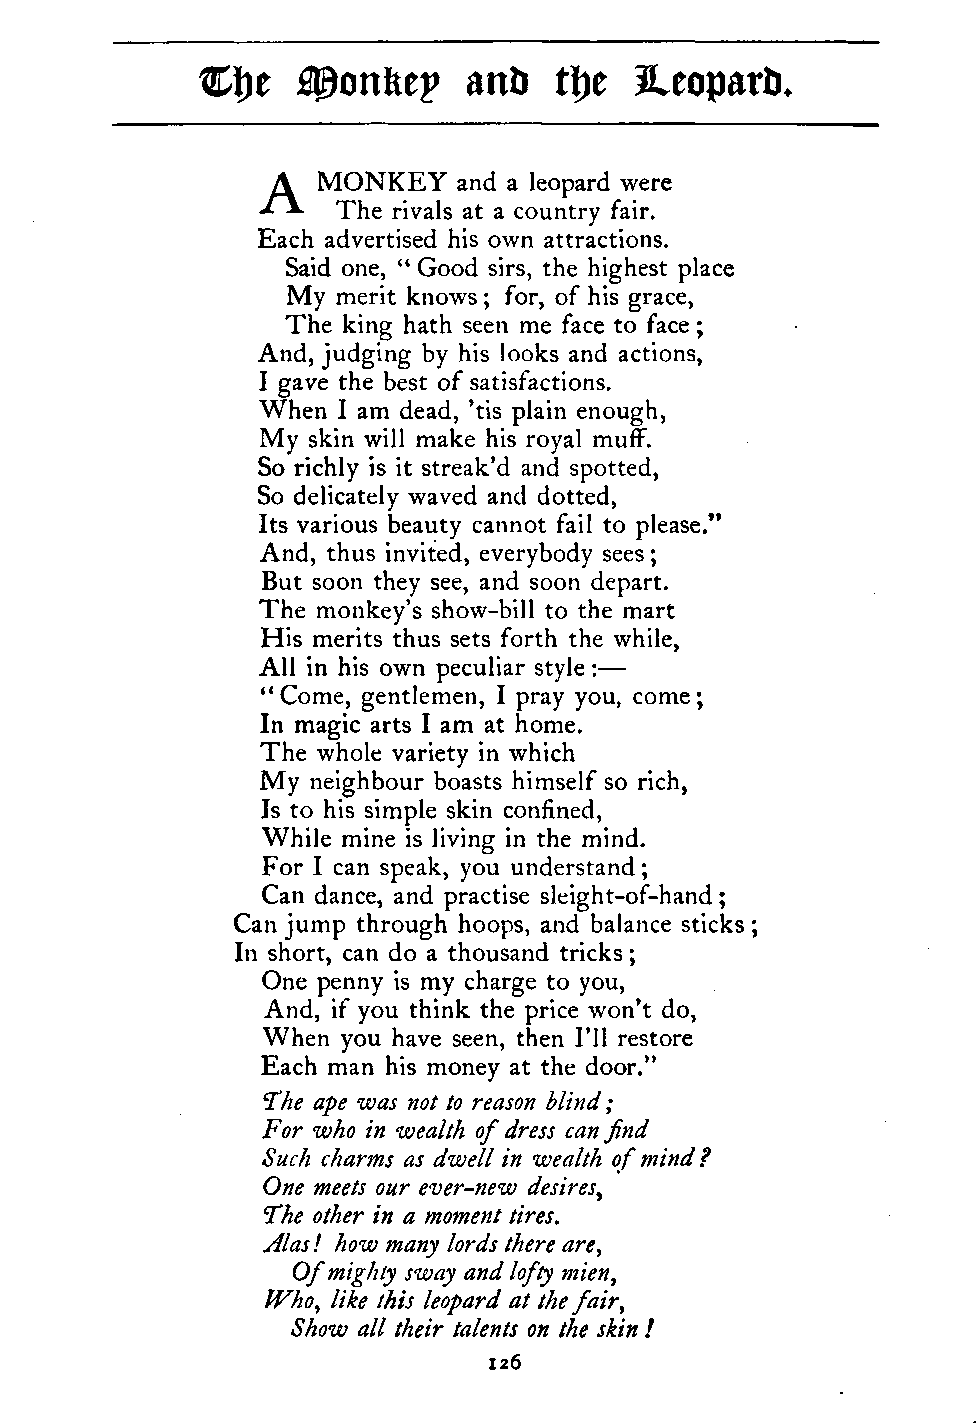 The Monkey and the Leopard.
A MONKEY and a leopard were
The rivals at a country fair.
Each advertised his own attractions.
Said one, “Good sirs, the highest place
My merit knows; for, of his grace,
The king hath seen me face to face;
And, judging by his looks and actions,
I gave the best of satisfactions.
When I am dead, ’tis plain enough,
My skin will make his royal muff.
So richly is it streak’d and spotted,
So delicately waved and dotted,
Its various beauty cannot fail to please.”
And, thus invited, everybody sees;
But soon they see, and soon depart.
The monkey’s show-bill to the mart
His merits thus sets forth the while,
All in his own peculiar style:—
“Come, gentlemen, I pray you, come;
In magic arts I am at home.
The whole variety in which
My neighbour boasts himself so rich,
Is to his simple skin confined,
While mine is living in the mind.
For I can speak, you understand;
Can dance, and practise sleight-of-hand;
Can jump through hoops, and balance sticks;
In short, can do a thousand tricks;
One penny is my charge to you,
And, if you think the price won’t do,
When you have seen, then I’ll restore
Each man his money at the door.”
The ape was not to reason blind;
For who in wealth of dress can find
Such charms as dwell in wealth of mind?
One meets our ever-new desires,
The other in a moment tires.
Alas! how many lords there are,
Of mighty sway and lofty mien,
Who, like this leopard at the fair,
Show all their talents on the skin!
126